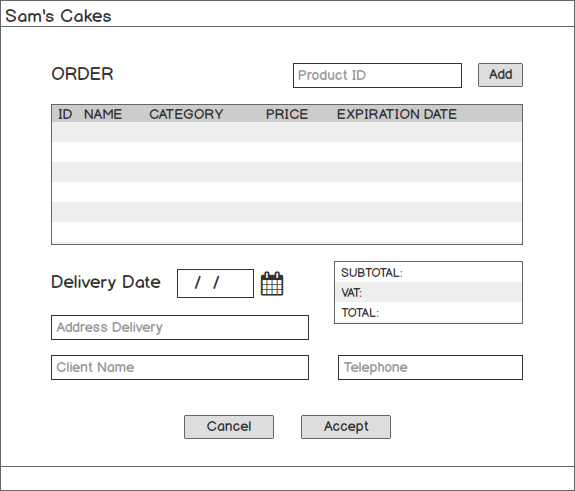 Sam's Cakes
ORDER
Product ID
Add
ID NAME CATEGORY PRICE EXPIRATION DATE
Delivery Date / /
SUBTOTAL:
VAT:
TOTAL:
Address Delivery
Client Name
Telephone
Cancel
Accept